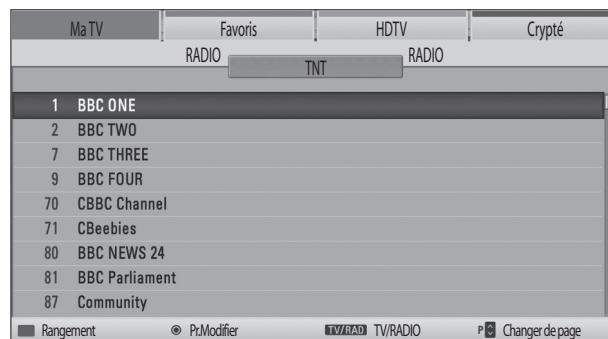 Ma TV Favoris HDTV Crypté
RADIO TNT RADIO
1 BBC ONE
2 BBC TWO
7 BBC THREE
9 BBC FOUR
70 CBBC Channel
71 CBeebies
80 BBC NEWS 24
81 BBC Parliament
87 Community
Rangement Pr.Modifier TV/RAD TV/RADIO P Changer de page